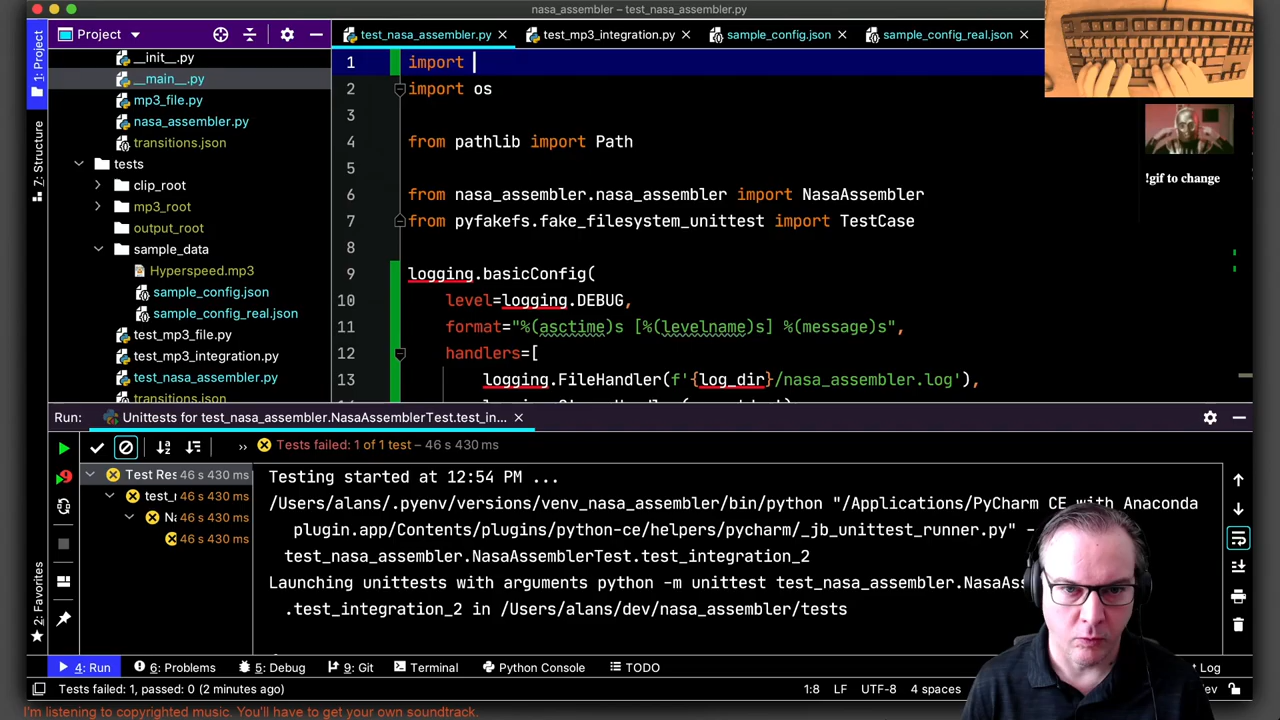 nasa_assembler – test_nasa_assembler.py
Project
test_nasa_assembler.py
test_mp3_integration.py
sample_config.json
sample_config_real.json
1: Project
7: Structure
2: Favorites
__init__.py
__main__.py
mp3_file.py
nasa_assembler.py
transitions.json
tests
clip_root
mp3_root
output_root
sample_data
Hyperspeed.mp3
sample_config.json
sample_config_real.json
test_mp3_file.py
test_mp3_integration.py
test_nasa_assembler.py
transitions.json
1 import
2 import os
3
4 from pathlib import Path
5
6 from nasa_assembler.nasa_assembler import NasaAssembler
7 from pyfakefs.fake_filesystem_unittest import TestCase
8
9 logging.basicConfig(
10 level=logging.DEBUG,
11 format="%(asctime)s [%(levelname)s] %(message)s",
12 handlers=[
13 logging.FileHandler(f'{log_dir}/nasa_assembler.log'),
!gif to change
Run: Unittests for test_nasa_assembler.NasaAssemblerTest.test_in...
» Tests failed: 1 of 1 test – 46 s 430 ms
Test Res 46 s 430 ms
test_r 46 s 430 ms
Na 46 s 430 ms
46 s 430 ms
Testing started at 12:54 PM ...
/Users/alans/.pyenv/versions/venv_nasa_assembler/bin/python "/Applications/PyCharm CE with Anaconda
plugin.app/Contents/plugins/python-ce/helpers/pycharm/_jb_unittest_runner.py" -
test_nasa_assembler.NasaAssemblerTest.test_integration_2
Launching unittests with arguments python -m unittest test_nasa_assembler.NasaAs
.test_integration_2 in /Users/alans/dev/nasa_assembler/tests
4: Run
6: Problems
5: Debug
9: Git
Terminal
Python Console
TODO
Log
Tests failed: 1, passed: 0 (2 minutes ago)
1:8 LF UTF-8 4 spaces
I'm listening to copyrighted music. You'll have to get your own soundtrack.